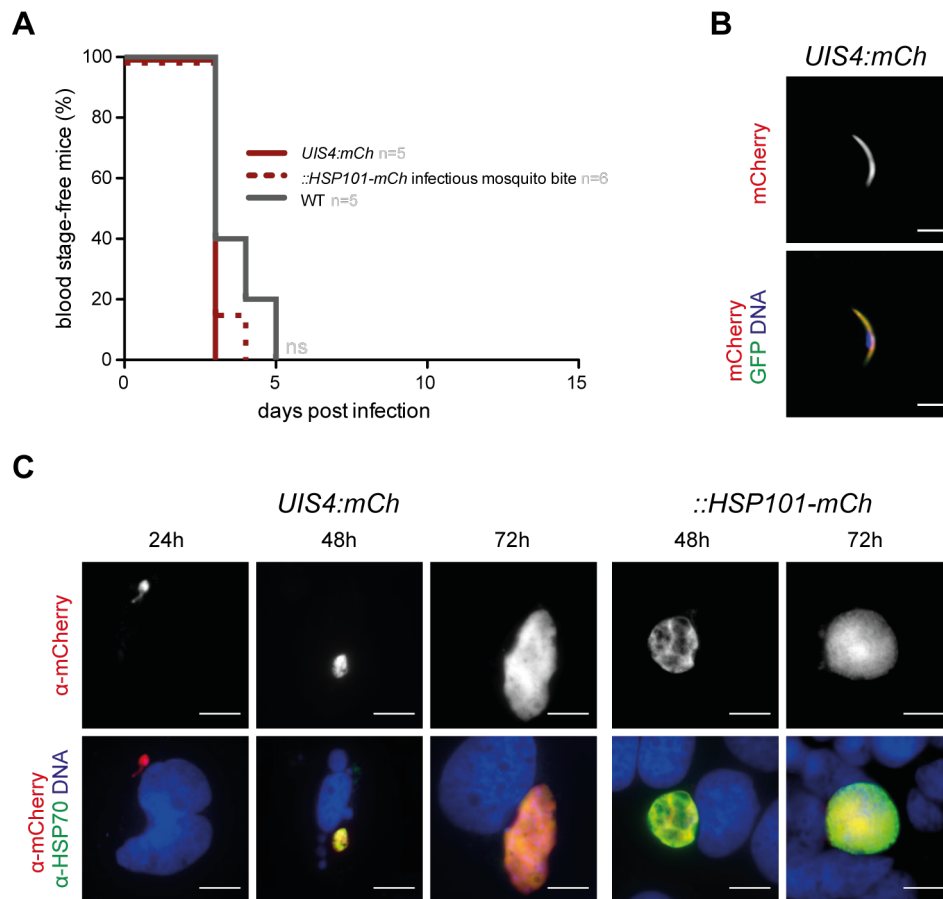 A
blood stage-free mice (%)
100
80
60
40
20
0
0
5
10
15
days post infection
UIS4:mCh n=5
::HSP101-mCh infectious mosquito bite n=6
WT n=5
ns
B
UIS4:mCh
mCherry
mCherry
GFP DNA
C
UIS4:mCh
::HSP101-mCh
24h
48h
72h
48h
72h
α-mCherry
α-mCherry
α-HSP70 DNA